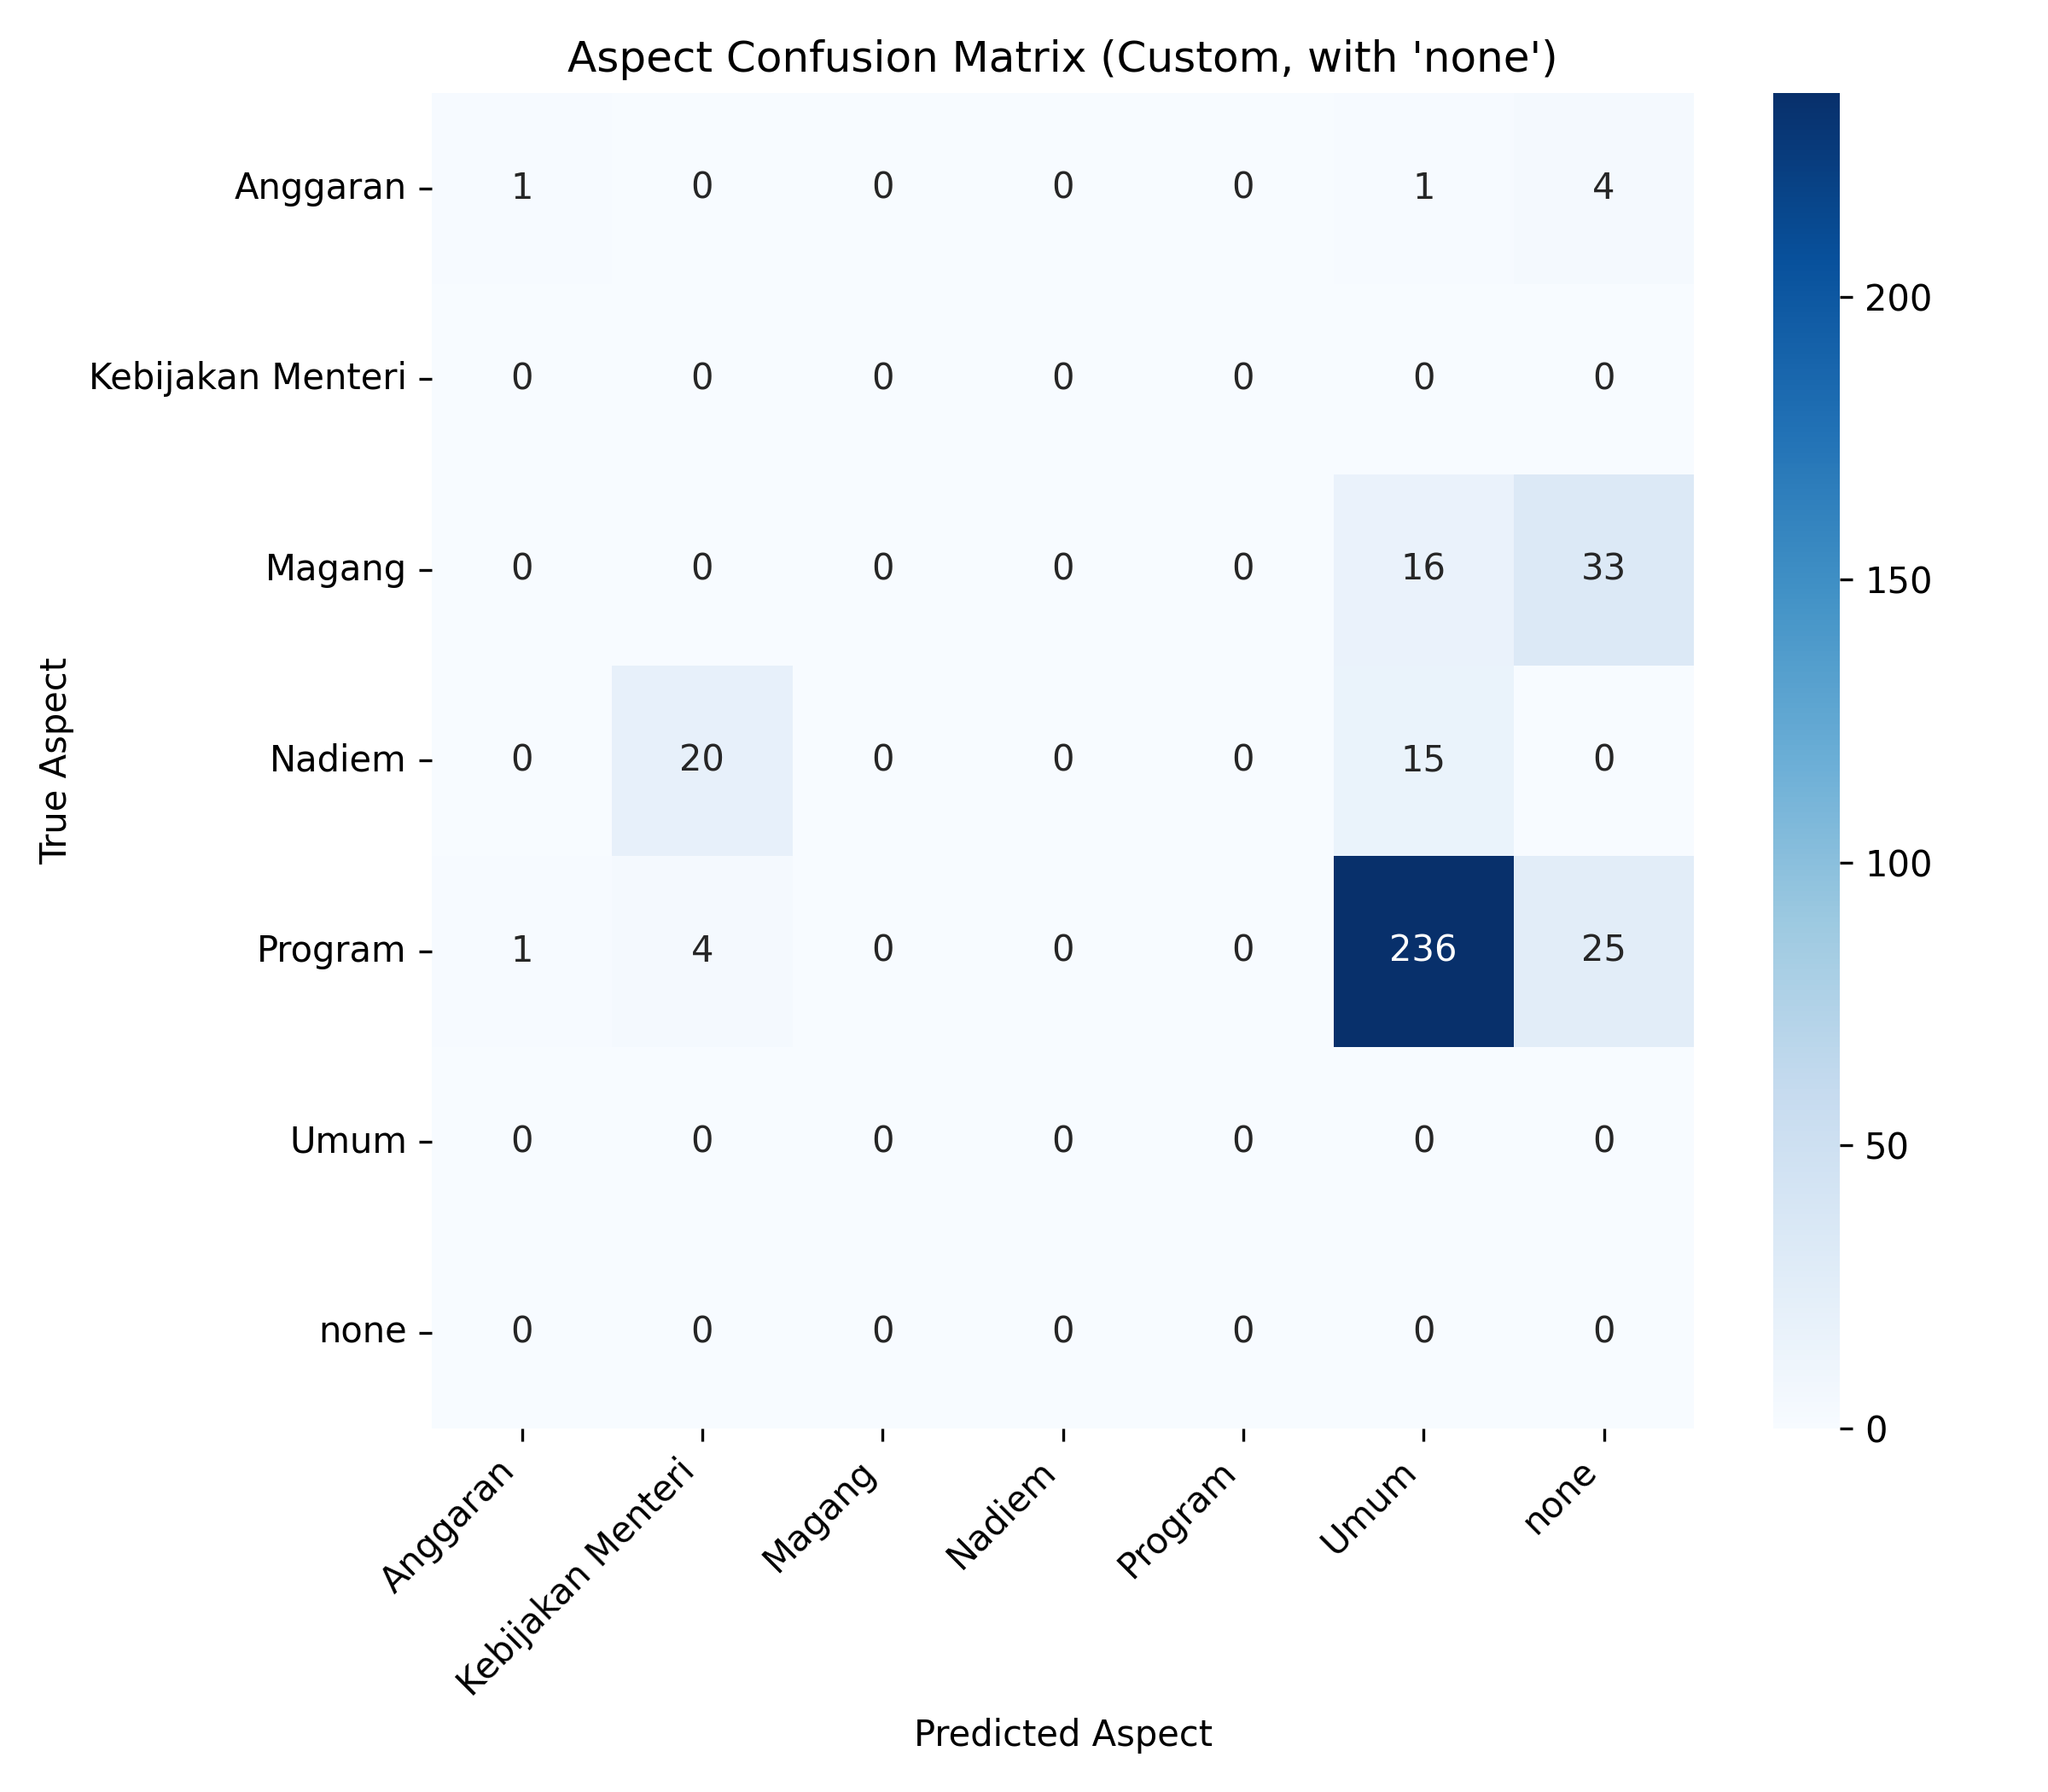 Aspect Confusion Matrix (Custom, with 'none')
Anggaran 1 0 0 0 0 1 4
Kebijakan Menteri 0 0 0 0 0 0 0
Magang 0 0 0 0 0 16 33
Nadiem 0 20 0 0 0 15 0
Program 1 4 0 0 0 236 25
Umum 0 0 0 0 0 0 0
none 0 0 0 0 0 0 0
True Aspect
Anggaran Kebijakan Menteri Magang Nadiem Program Umum none
Predicted Aspect
200
150
100
50
0